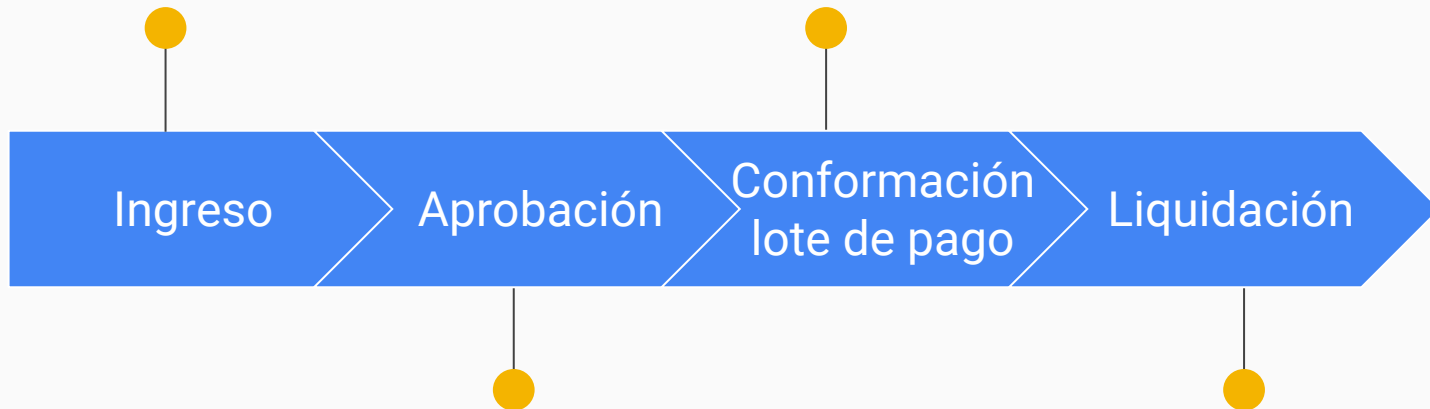 Ingreso
Aprobación
Conformación
lote de pago
Liquidación